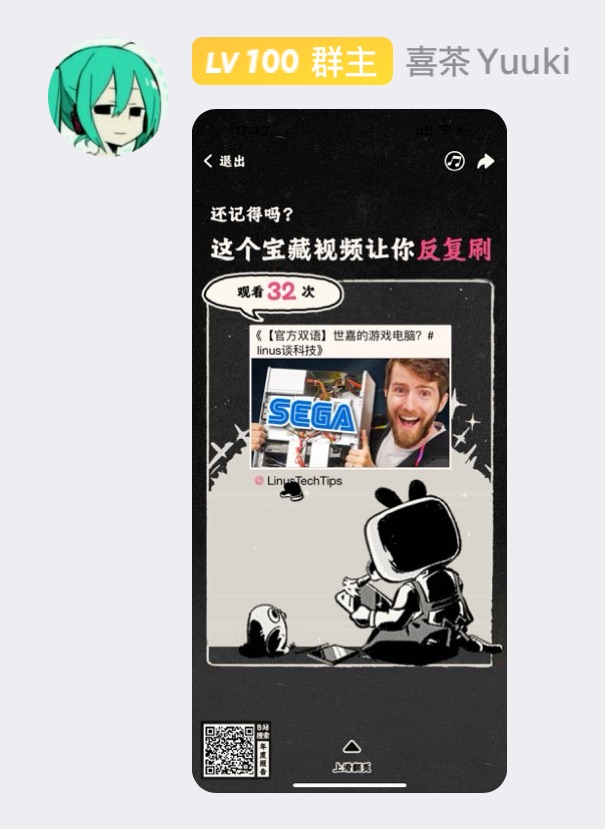 LV 100 群主 喜茶Yuuki
退出
还记得吗？
这个宝藏视频让你反复刷
观看32次
《【官方双语】世嘉的游戏电脑？#
linus谈科技》
SEGA
@ LinusTechTips
B站
搜索
年度报告
上滑翻页